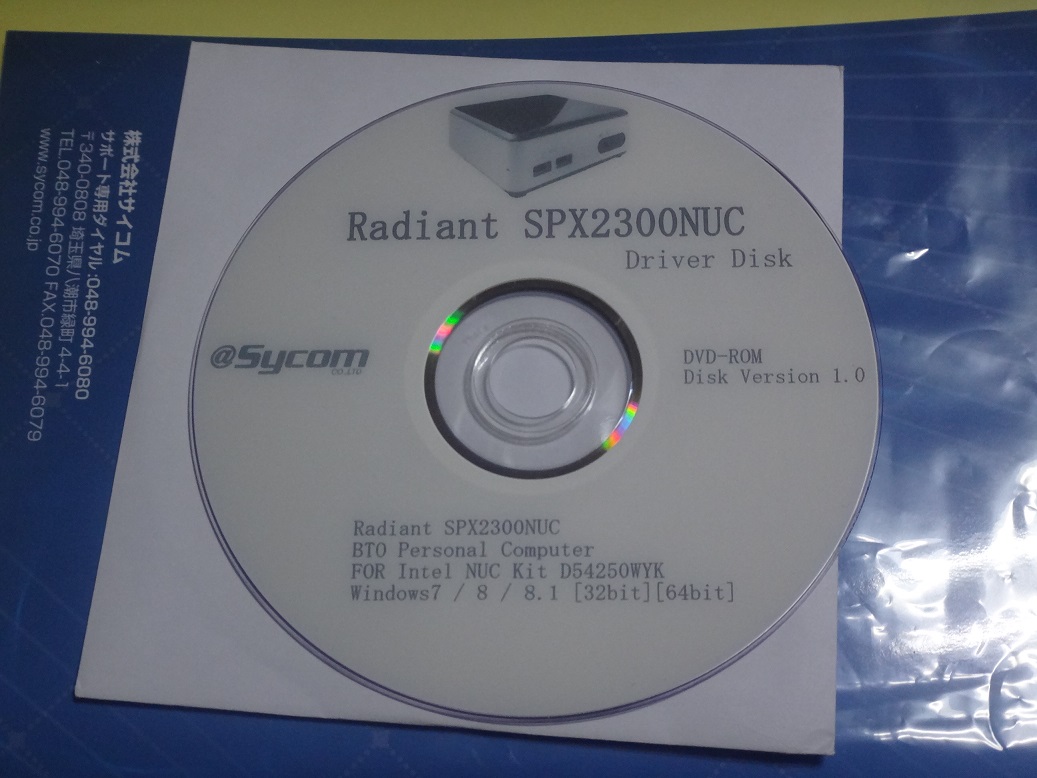 株式会社サイコム
サポート専用ダイヤル:048-994-6080
〒340-0808 埼玉県八潮市緑町 4-4-1
TEL.048-994-6070 FAX.048-994-6079
www.sycom.co.jp
Radiant SPX2300NUC
Driver Disk
@Sycom
CO.,LTD
DVD-ROM
Disk Version 1.0
Radiant SPX2300NUC
BTO Personal Computer
FOR Intel NUC Kit D54250WYK
Windows7 / 8 / 8.1 [32bit][64bit]